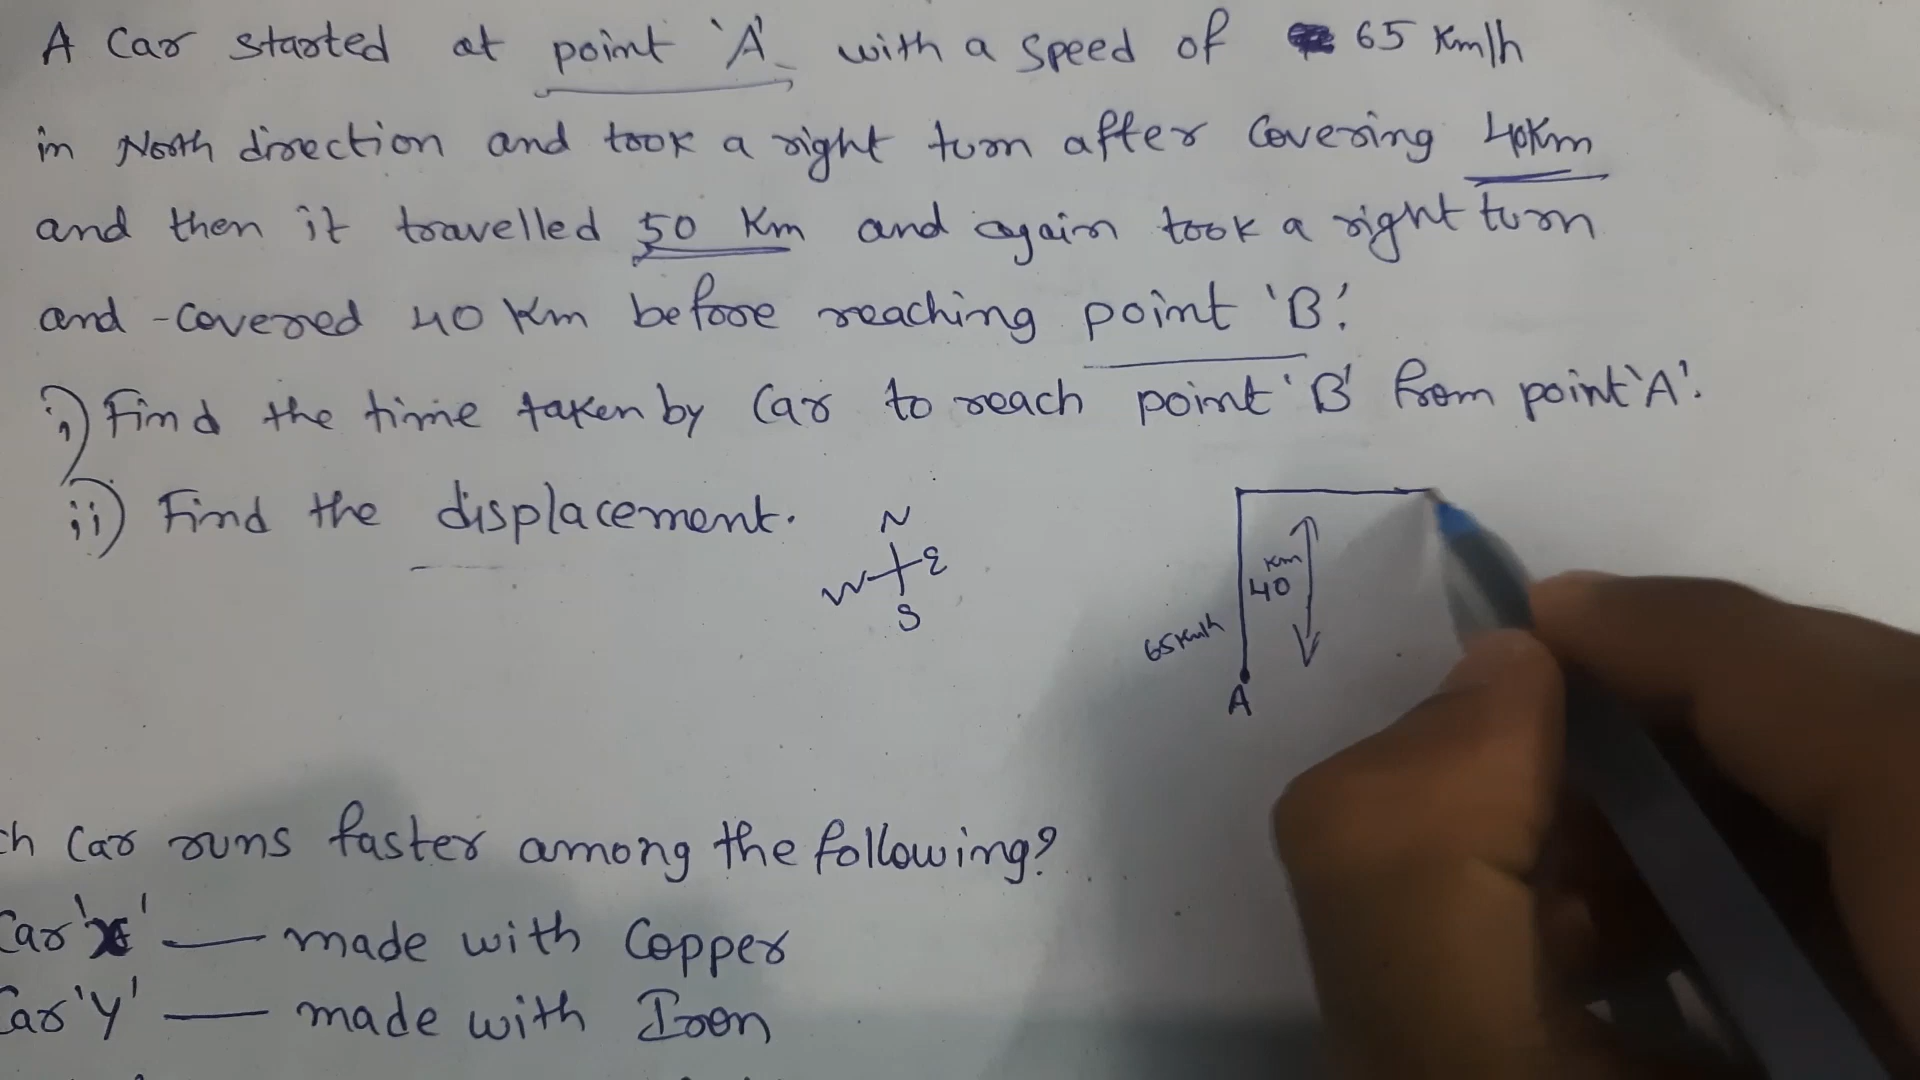 A Car started at point 'A' with a speed of 65 Km/h
in North direction and took a right turn after Covering 40Km
and then it travelled 50 Km and again took a right turn
and covered 40 Km before reaching point 'B'.
i) Find the time taken by Car to reach point 'B' from point 'A'.
ii) Find the displacement.
N
W E
S
Km
40
65Km/h
A
ch Car runs faster among the following?
Car 'X' — made with Copper
Car 'Y' — made with Iron